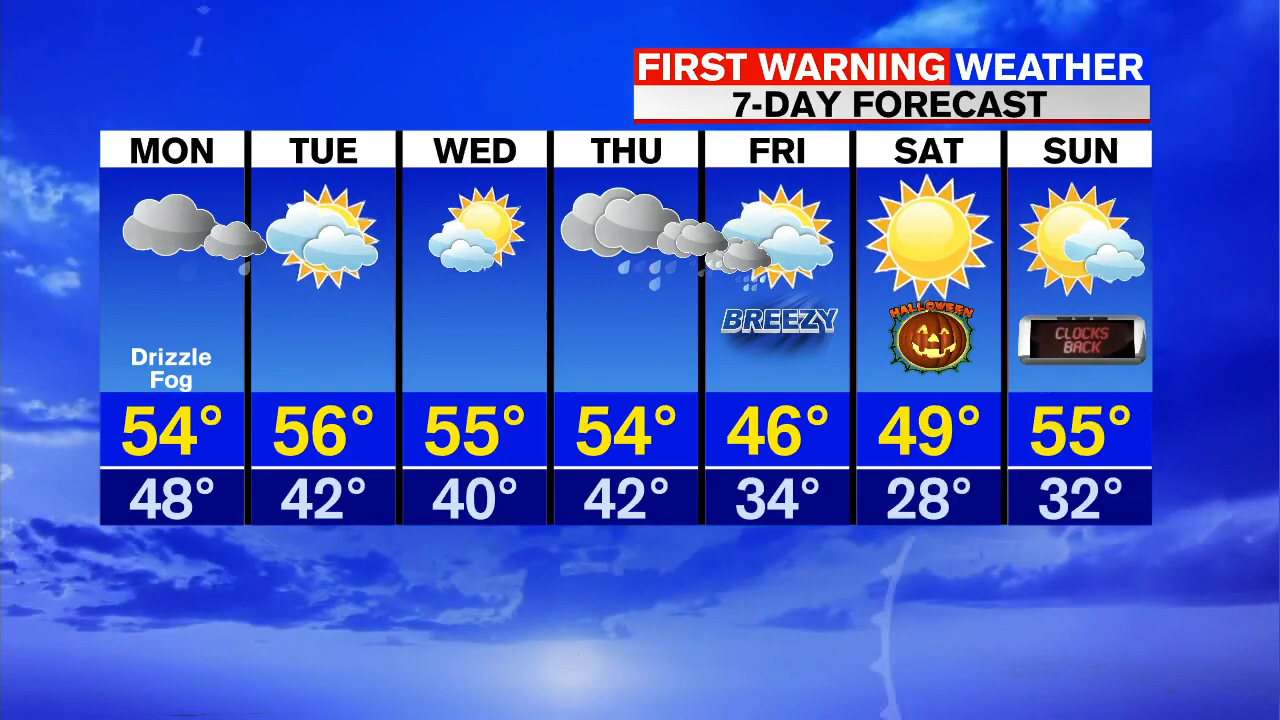 FIRST WARNING WEATHER
7-DAY FORECAST
MON TUE WED THU FRI SAT SUN
BREEZY
HALLOWEEN
CLOCKS
BACK
Drizzle
Fog
54° 56° 55° 54° 46° 49° 55°
48° 42° 40° 42° 34° 28° 32°